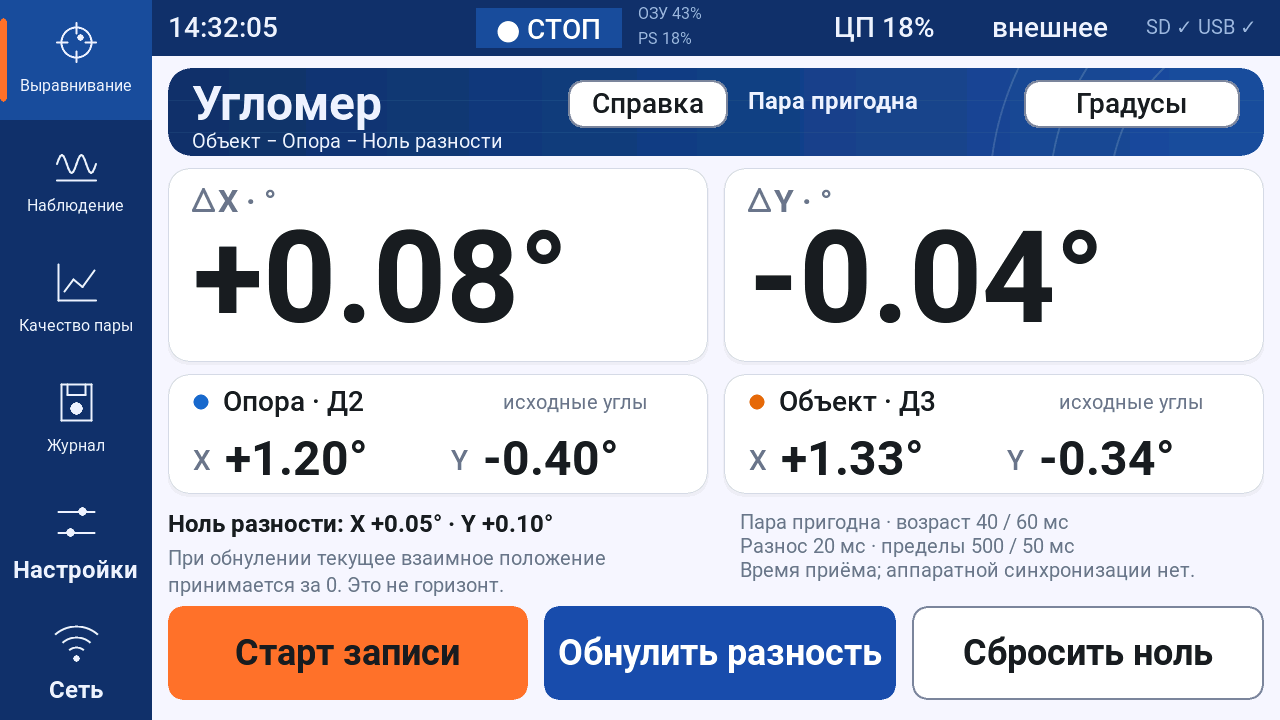 14:32:05
СТОП
ОЗУ 43%
PS 18%
ЦП 18%
внешнее
SD ✓ USB ✓
Выравнивание
Наблюдение
Качество пары
Журнал
Настройки
Сеть
Угломер
Объект − Опора − Ноль разности
Справка
Пара пригодна
Градусы
△X · °
+0.08°
△Y · °
-0.04°
Опора · Д2
исходные углы
X +1.20° Y -0.40°
Объект · Д3
исходные углы
X +1.33° Y -0.34°
Ноль разности: X +0.05° · Y +0.10°
При обнулении текущее взаимное положение
принимается за 0. Это не горизонт.
Пара пригодна · возраст 40 / 60 мс
Разнос 20 мс · пределы 500 / 50 мс
Время приёма; аппаратной синхронизации нет.
Старт записи
Обнулить разность
Сбросить ноль